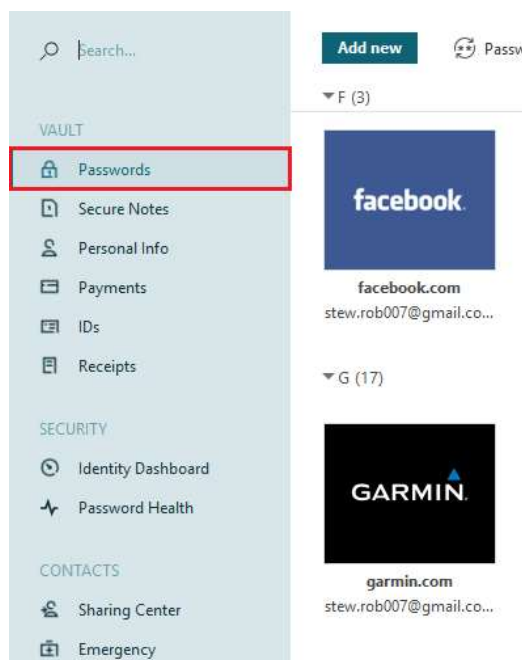 Search...
Add new
Passw
F (3)
VAULT
Passwords
Secure Notes
Personal Info
Payments
IDs
Receipts
facebook
facebook.com
stew.rob007@gmail.co...
G (17)
SECURITY
Identity Dashboard
Password Health
GARMIN
garmin.com
stew.rob007@gmail.co...
CONTACTS
Sharing Center
Emergency